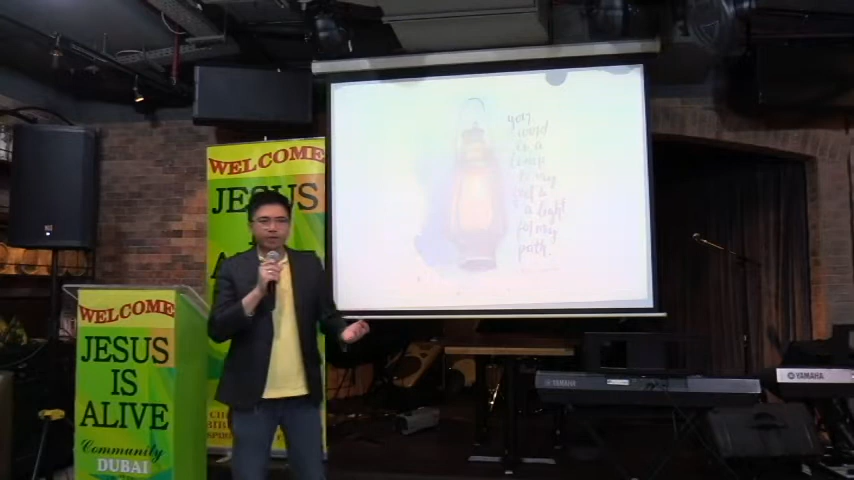 WELCOME
JESUS
your
word
is a
lamp
to my
feet &
a light
for my
path.
WELCOME
JESUS
IS
ALIVE
Community
DUBAI
YAMAHA
YAMAHA